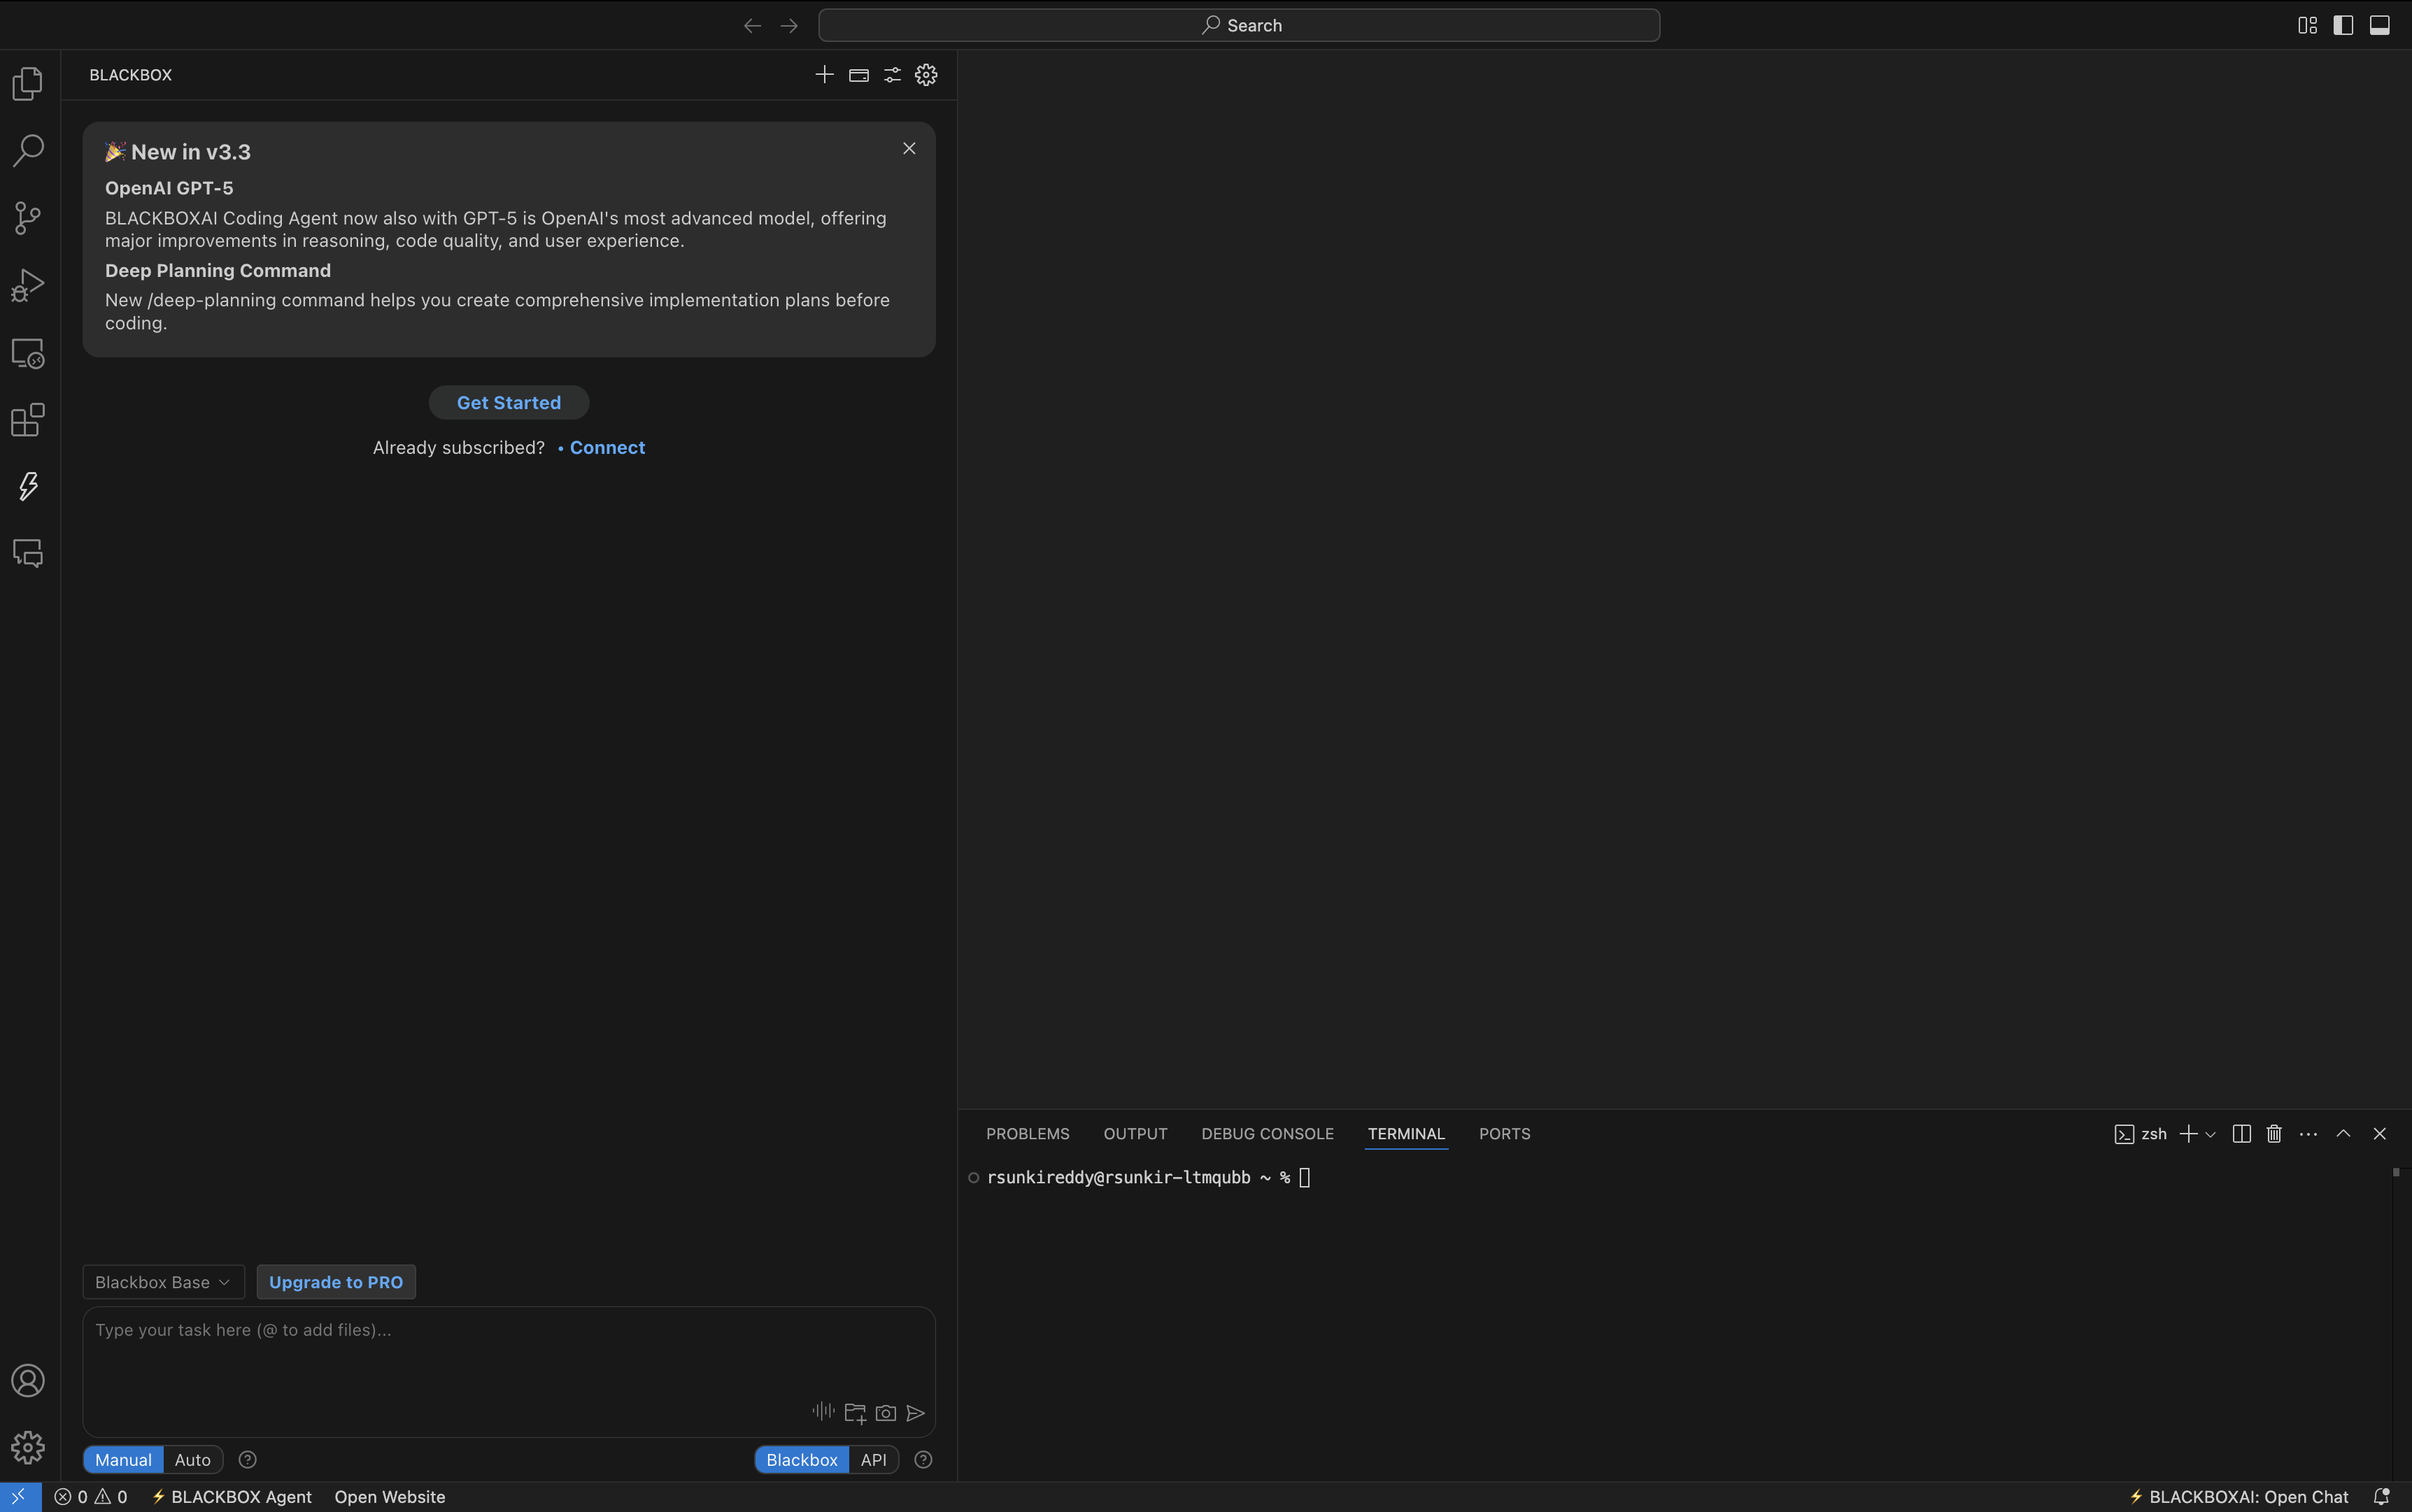 Search
BLACKBOX
New in v3.3
OpenAI GPT-5
BLACKBOXAI Coding Agent now also with GPT-5 is OpenAI's most advanced model, offering
major improvements in reasoning, code quality, and user experience.
Deep Planning Command
New /deep-planning command helps you create comprehensive implementation plans before
coding.
Get Started
Already subscribed? • Connect
Blackbox Base
Upgrade to PRO
Type your task here (@ to add files)...
Manual Auto
Blackbox API
PROBLEMS OUTPUT DEBUG CONSOLE TERMINAL PORTS
zsh
rsunkireddy@rsunkir-ltmqubb ~ %
0 0 BLACKBOX Agent Open Website
BLACKBOXAI: Open Chat